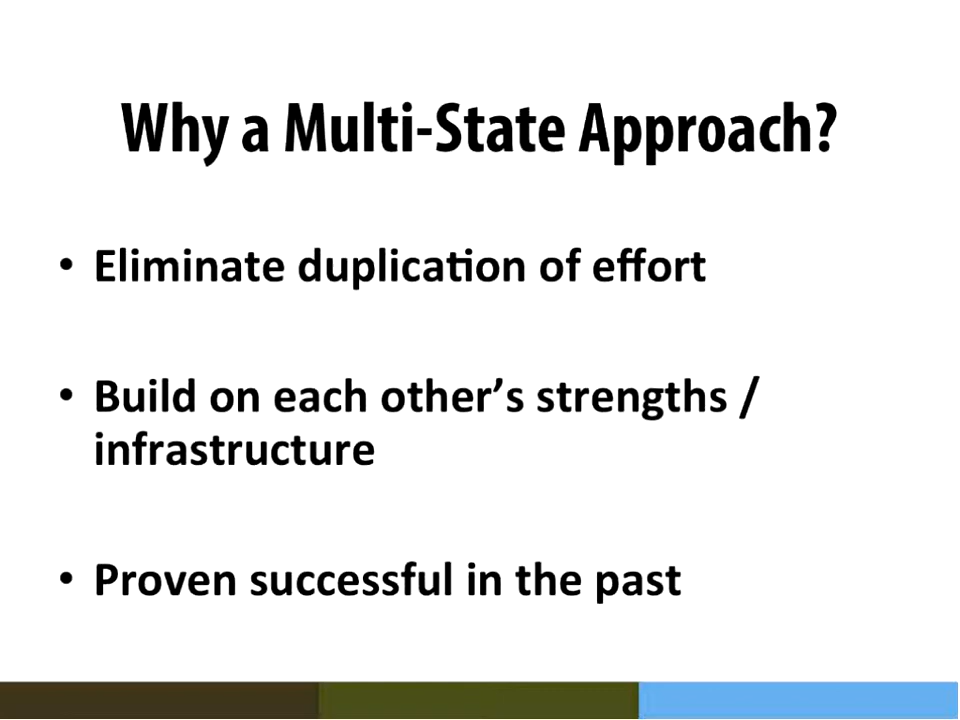 Why a Multi-State Approach?
• Eliminate duplication of effort
• Build on each other’s strengths /
infrastructure
• Proven successful in the past